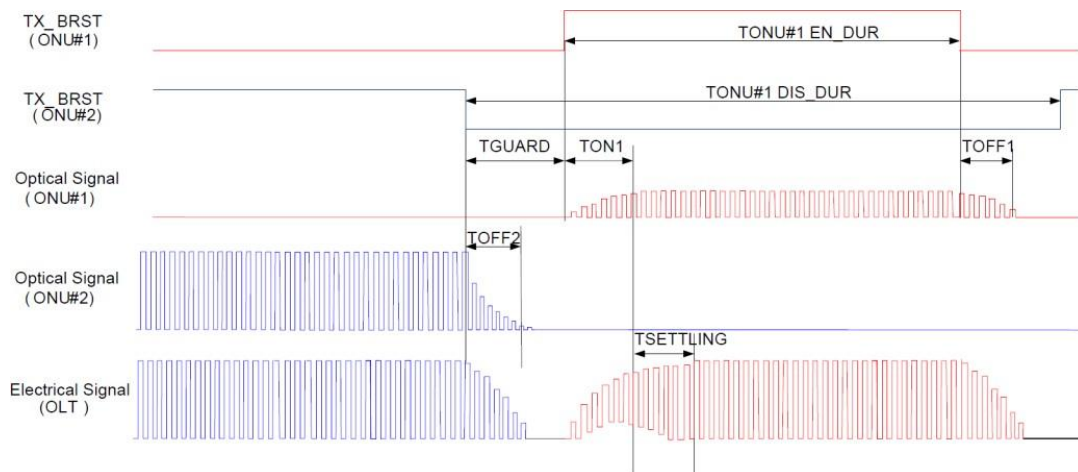 TX_BRST
( ONU#1)
TONU#1 EN_DUR
TX_BRST
(ONU#2)
TONU#1 DIS_DUR
TGUARD
TON1
TOFF1
Optical Signal
( ONU#1)
TOFF2
Optical Signal
(ONU#2)
TSETTLING
Electrical Signal
(OLT )